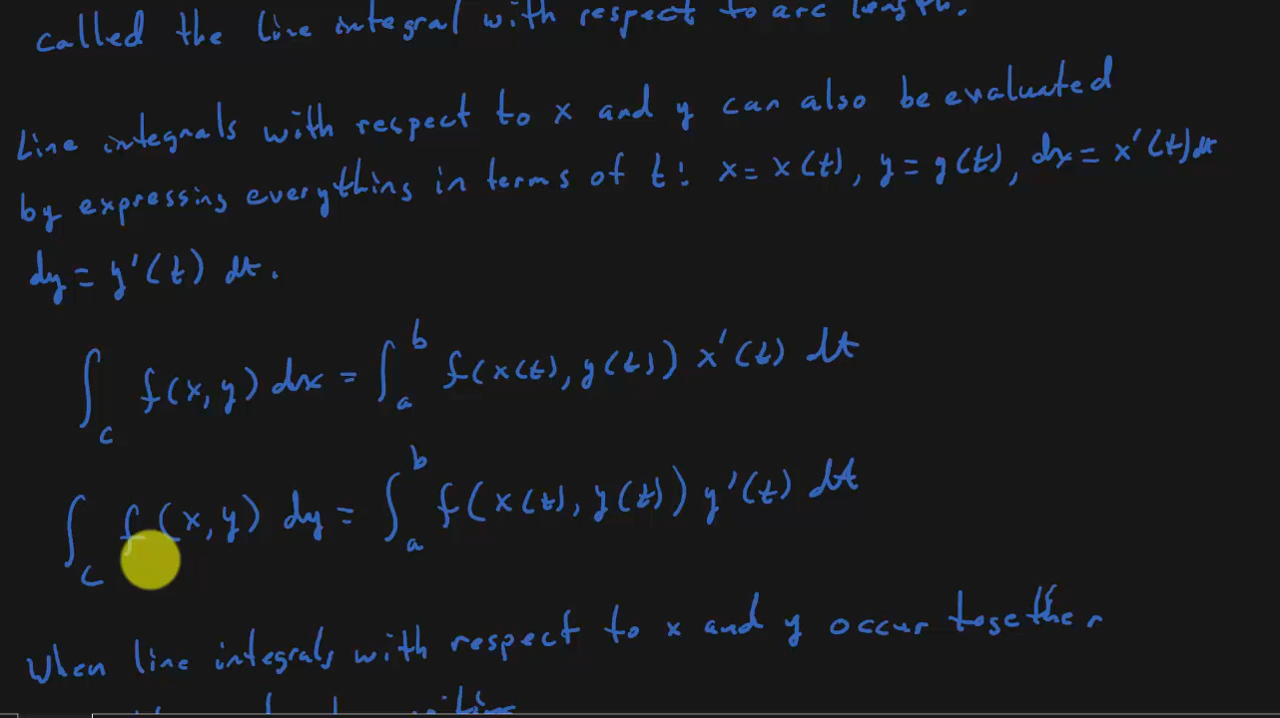 called the line integral with respect to arc length.
Line integrals with respect to x and y can also be evaluated
by expressing everything in terms of t: x = x(t), y = y(t), dx = x'(t) dt
dy = y'(t) dt.
∫_C f(x,y) dx = ∫_a^b f(x(t), y(t)) x'(t) dt
∫_C f(x,y) dy = ∫_a^b f(x(t), y(t)) y'(t) dt
When line integrals with respect to x and y occur together